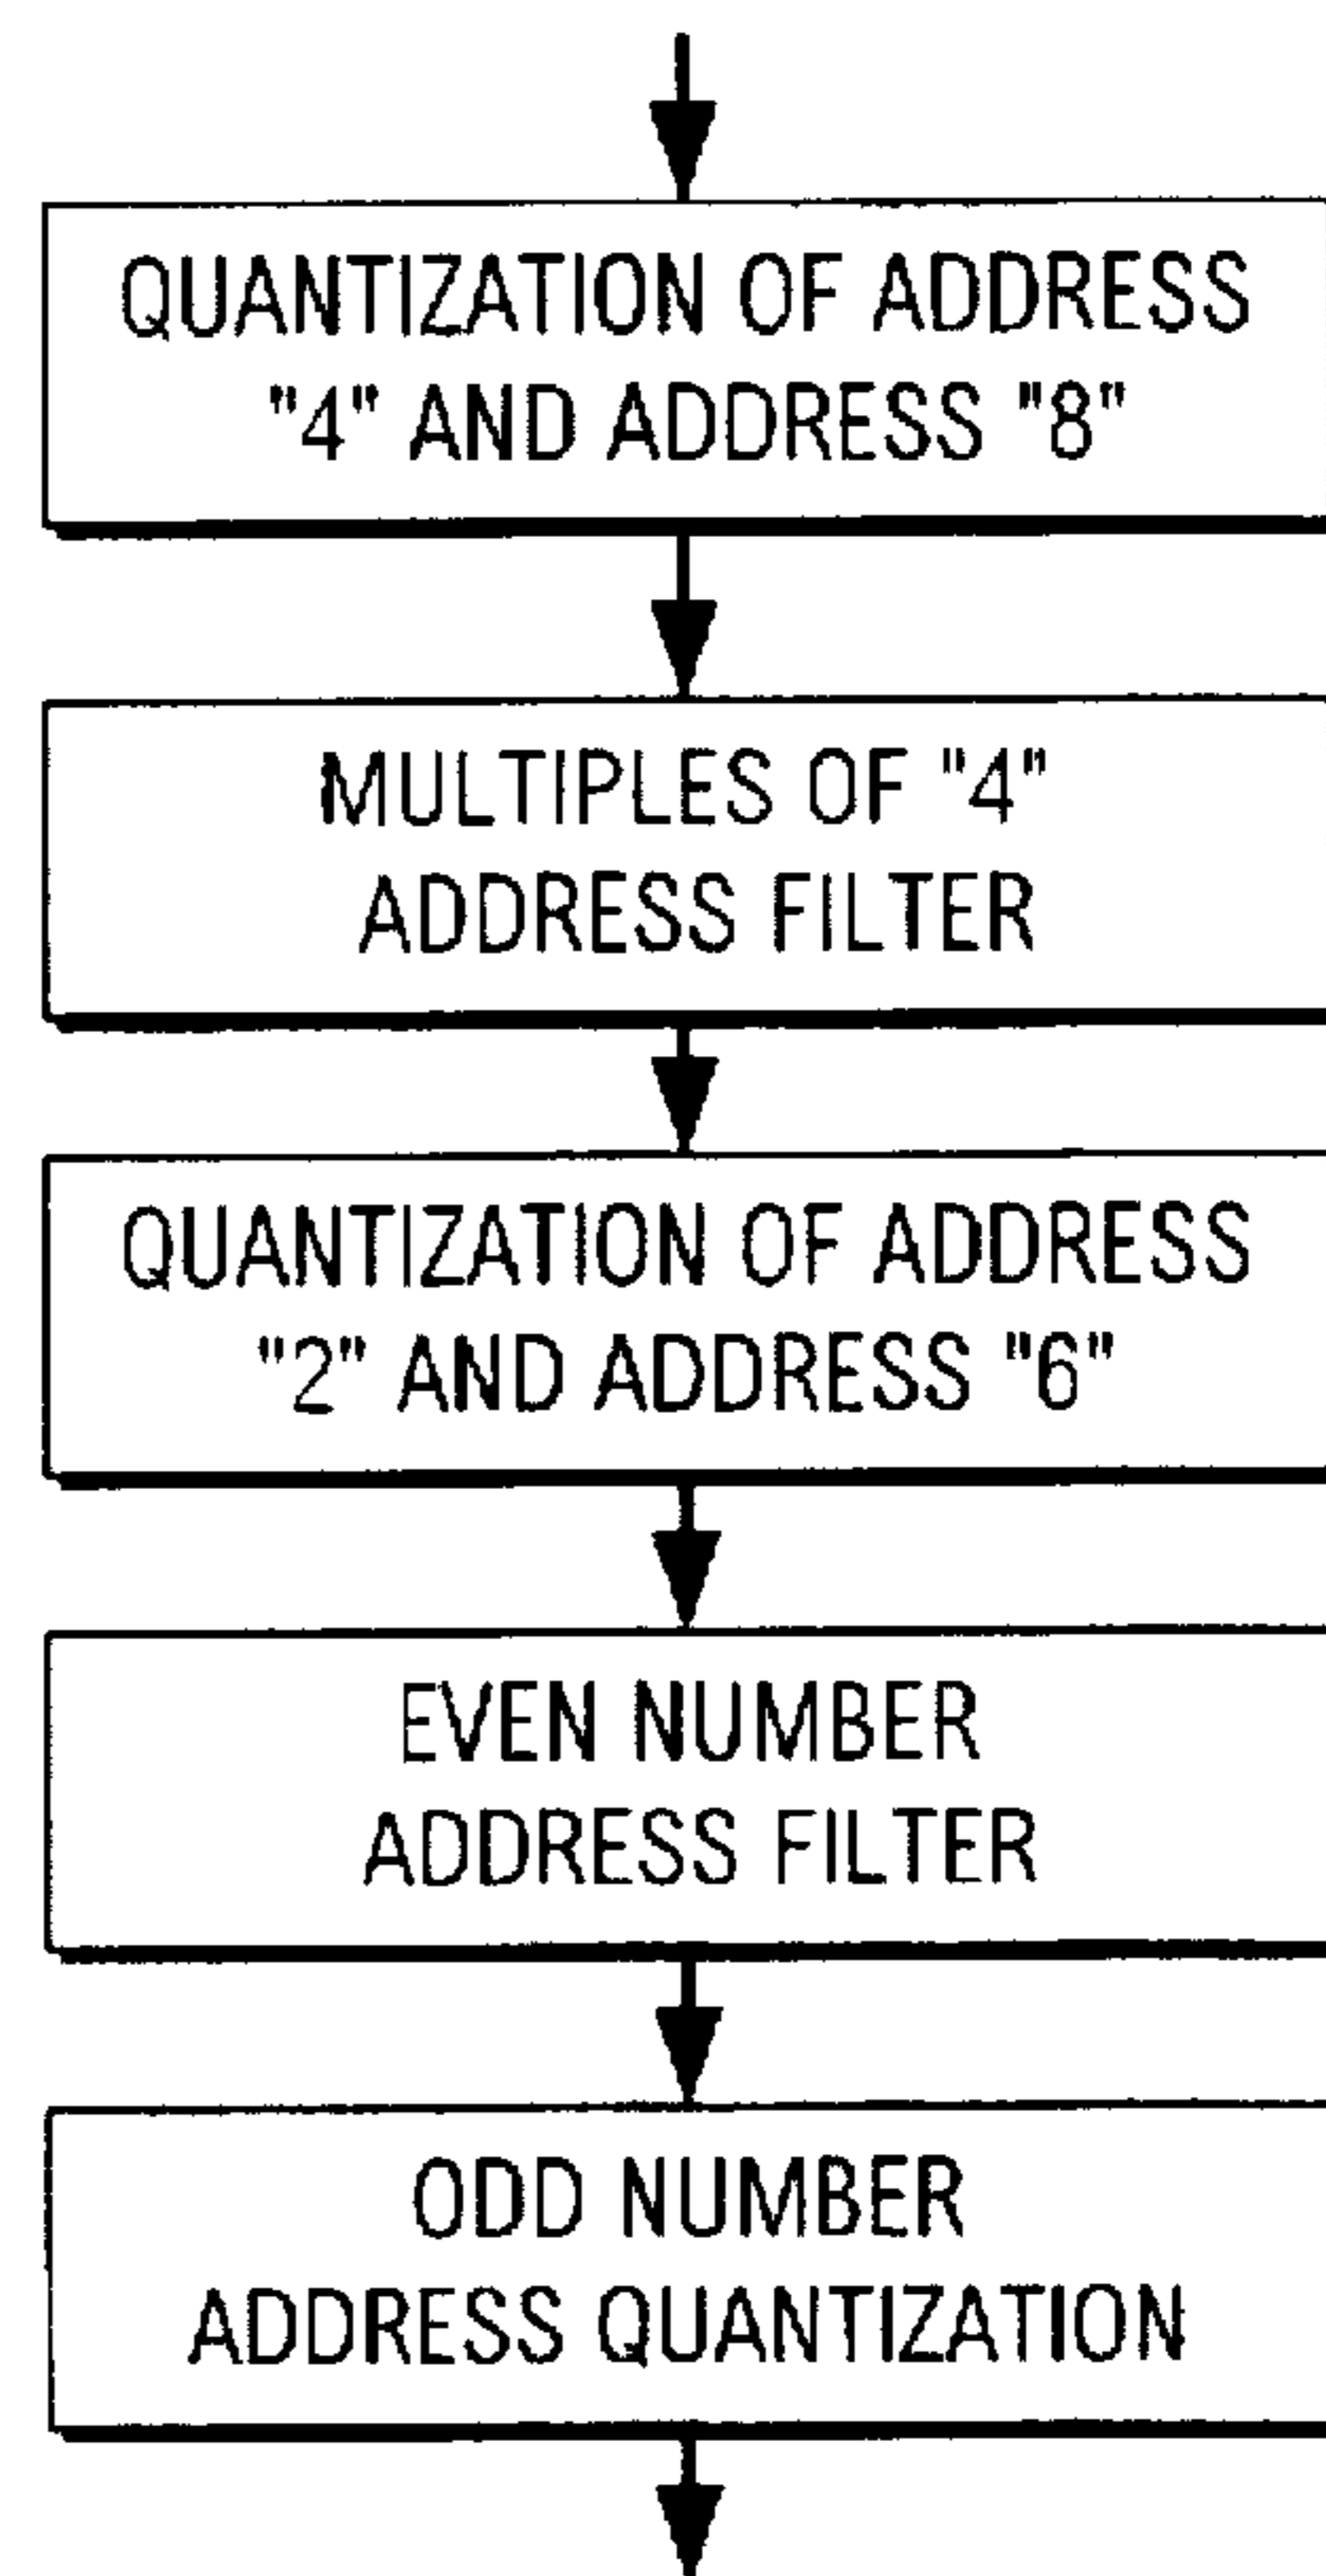 QUANTIZATION OF ADDRESS
"4" AND ADDRESS "8"
MULTIPLES OF "4"
ADDRESS FILTER
QUANTIZATION OF ADDRESS
"2" AND ADDRESS "6"
EVEN NUMBER
ADDRESS FILTER
ODD NUMBER
ADDRESS QUANTIZATION